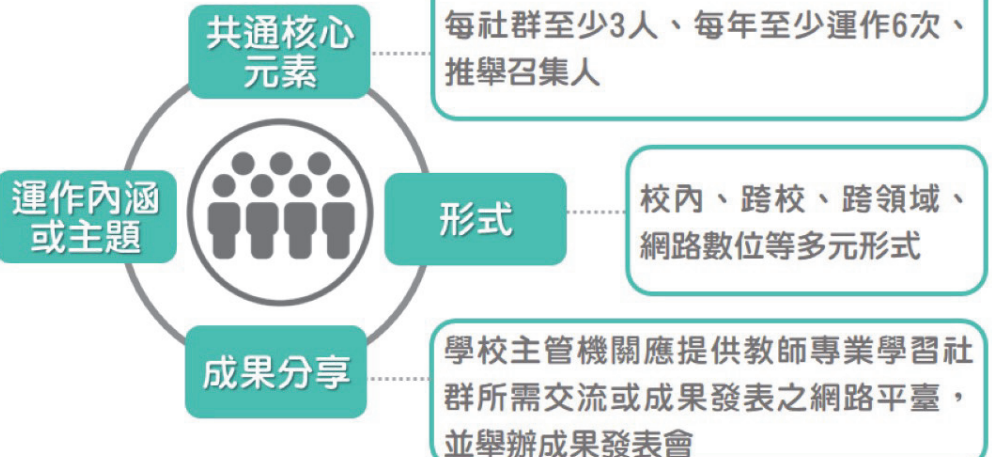 共通核心
元素
每社群至少3人、每年至少運作6次、
推舉召集人
運作內涵
或主題
形式
校內、跨校、跨領域、
網路數位等多元形式
成果分享
學校主管機關應提供教師專業學習社
群所需交流或成果發表之網路平臺，
並舉辦成果發表會